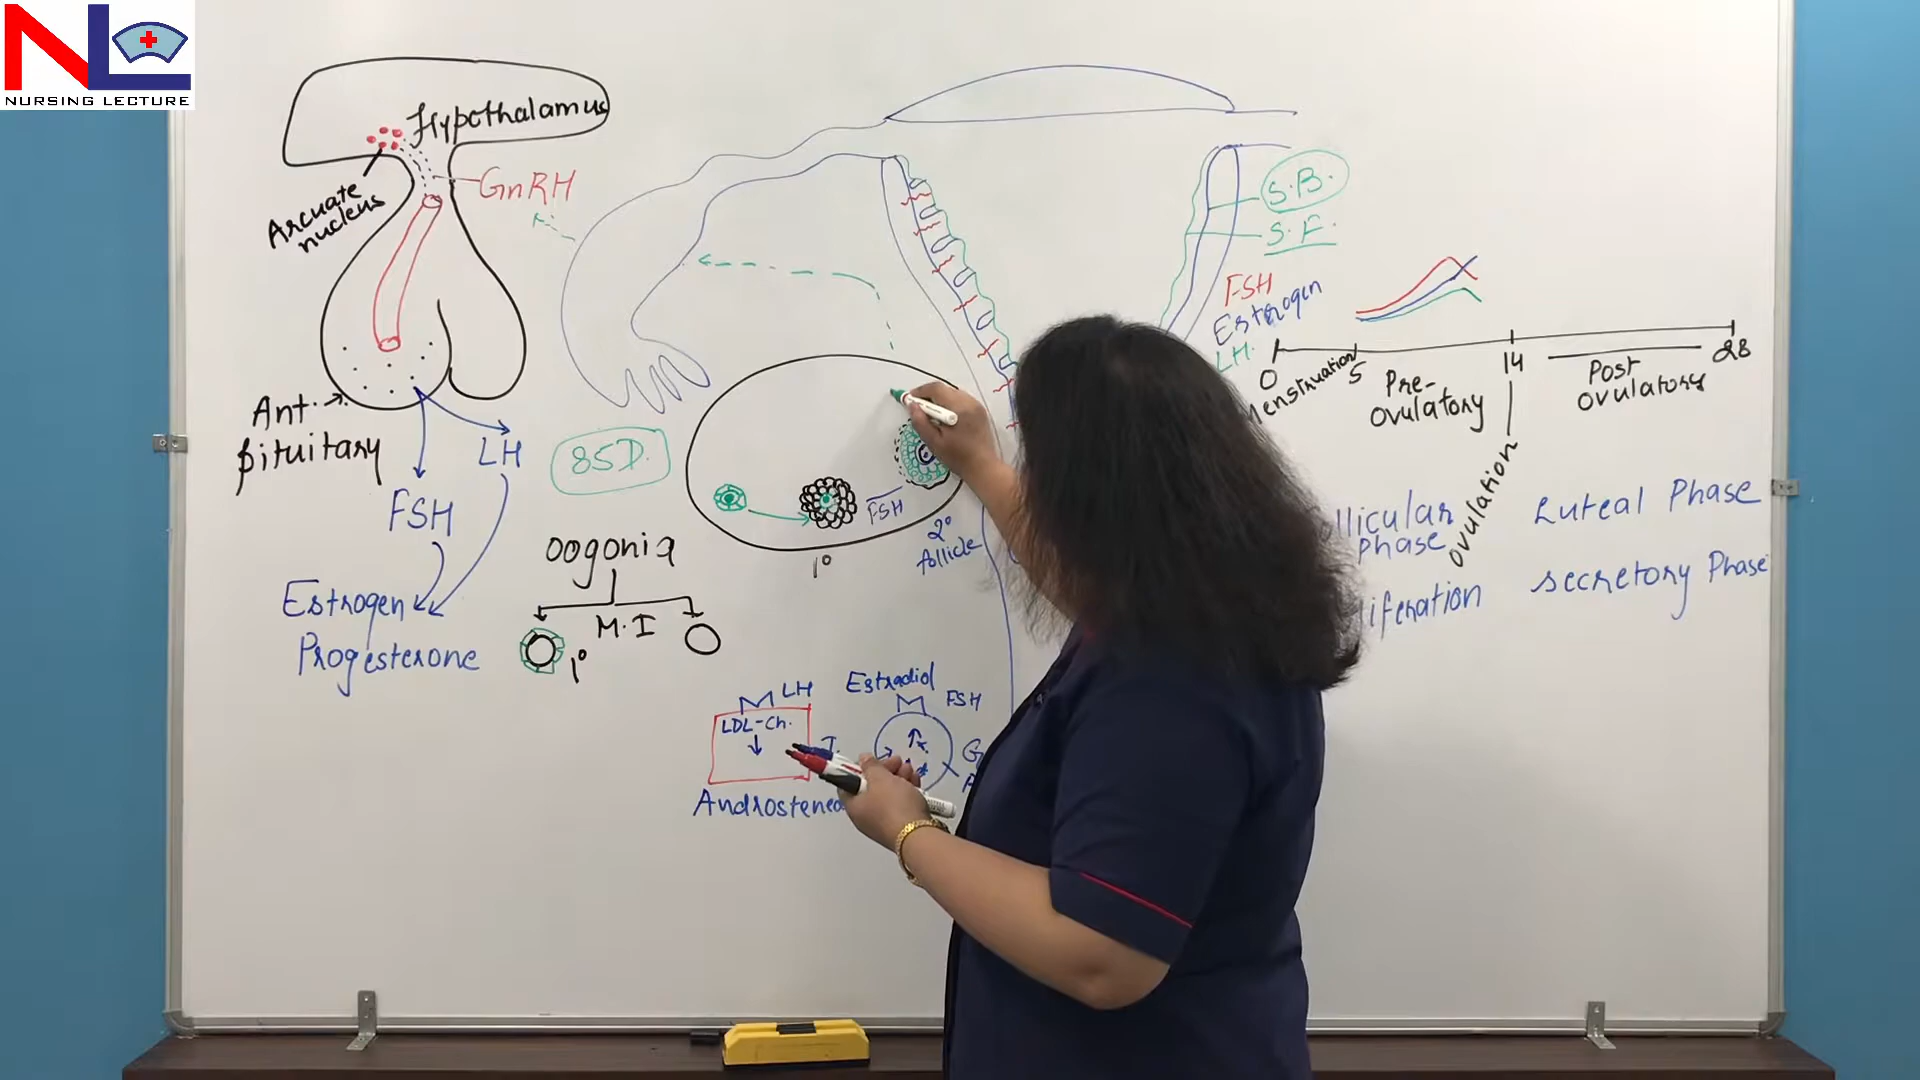 NL
NURSING LECTURE
Hypothalamus
GnRH
Arcuate
nucleus
Ant.
pituitary
LH
FSH
Estrogen
Progesterone
85D.
oogonia
M.I
1°
FSH
1°
2°
follicle
LH
LDL-Ch.
Estradiol
FSH
S.B.
S.F.
FSH
Estrogen
LH.
0
5
14
28
Menstruation
Pre-
ovulatory
Post
ovulatory
ovulation
Phase
Luteal Phase
secretory Phase